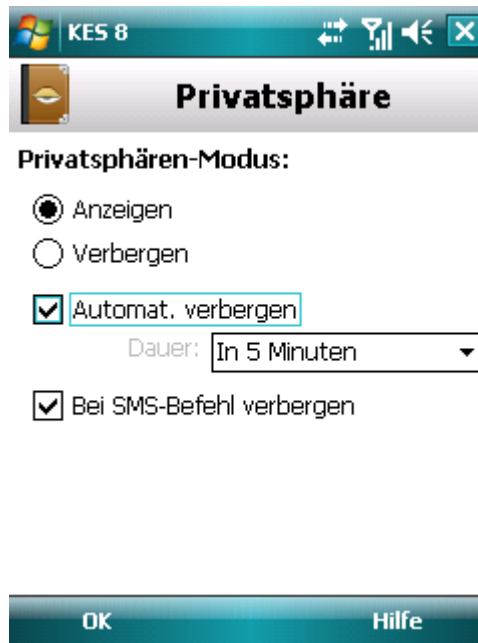 KES 8
Privatsphäre
Privatsphären-Modus:
Anzeigen
Verbergen
Automat. verbergen
Dauer: In 5 Minuten
Bei SMS-Befehl verbergen
OK Hilfe